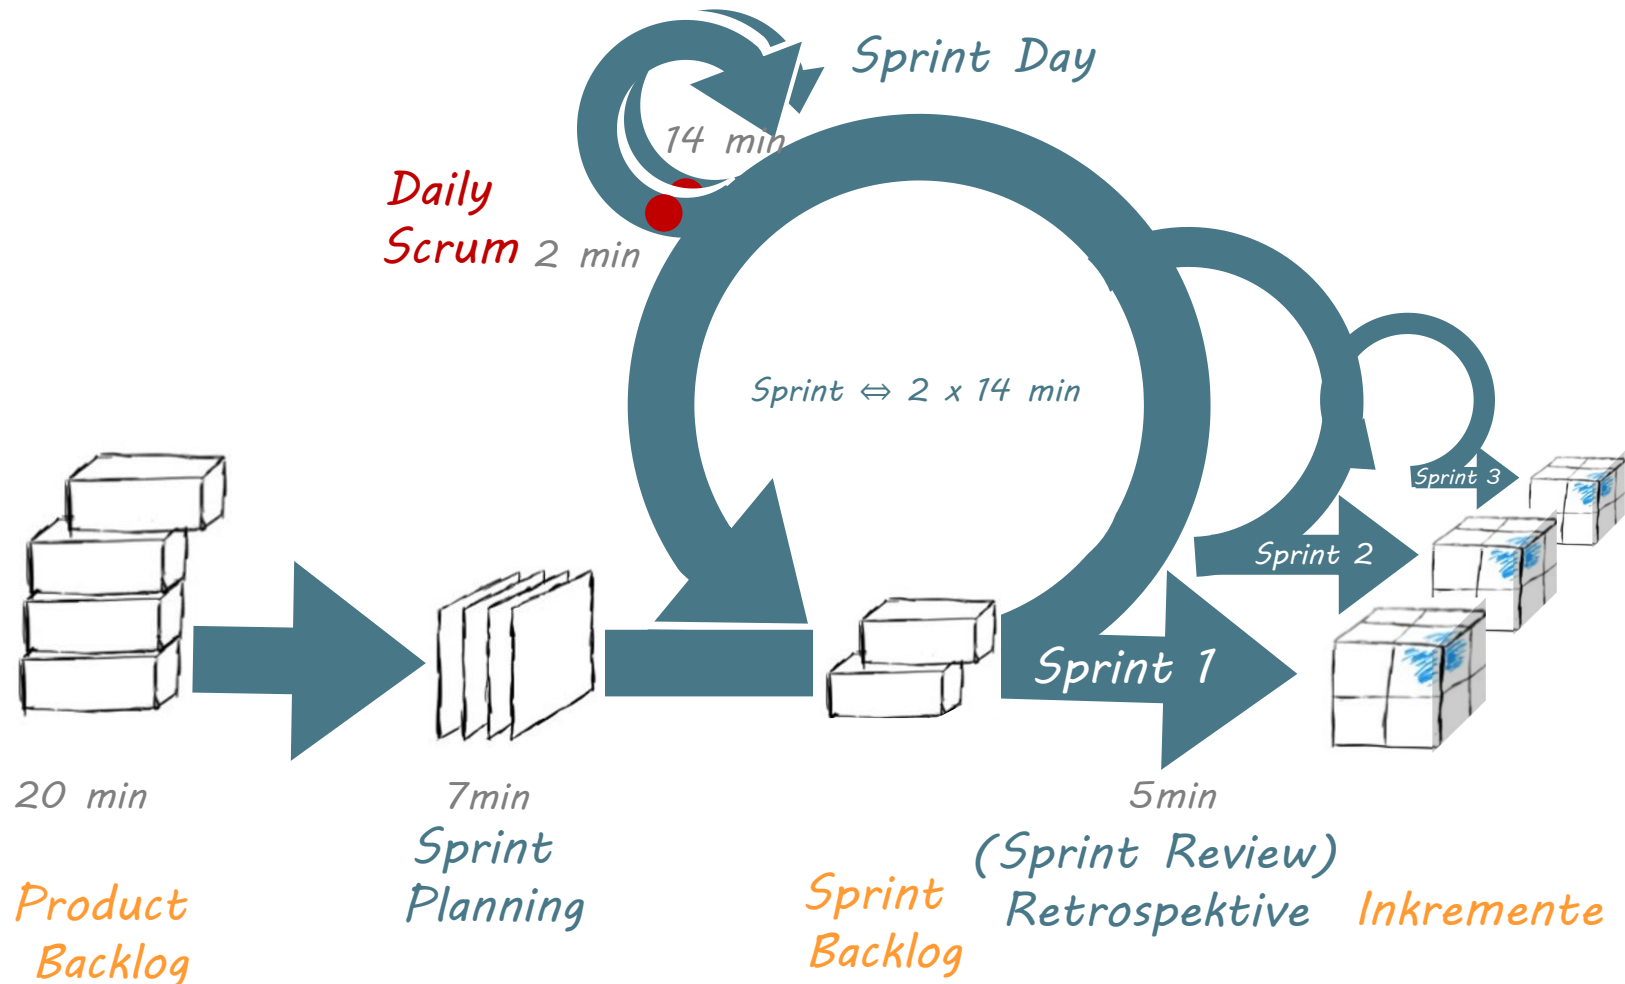 Sprint Day
14 min
Daily
Scrum
2 min
Sprint ⇔ 2 x 14 min
Sprint 3
Sprint 2
Sprint 1
20 min
7min
5min
Sprint
Planning
(Sprint Review)
Retrospektive
Product
Backlog
Sprint
Backlog
Inkremente